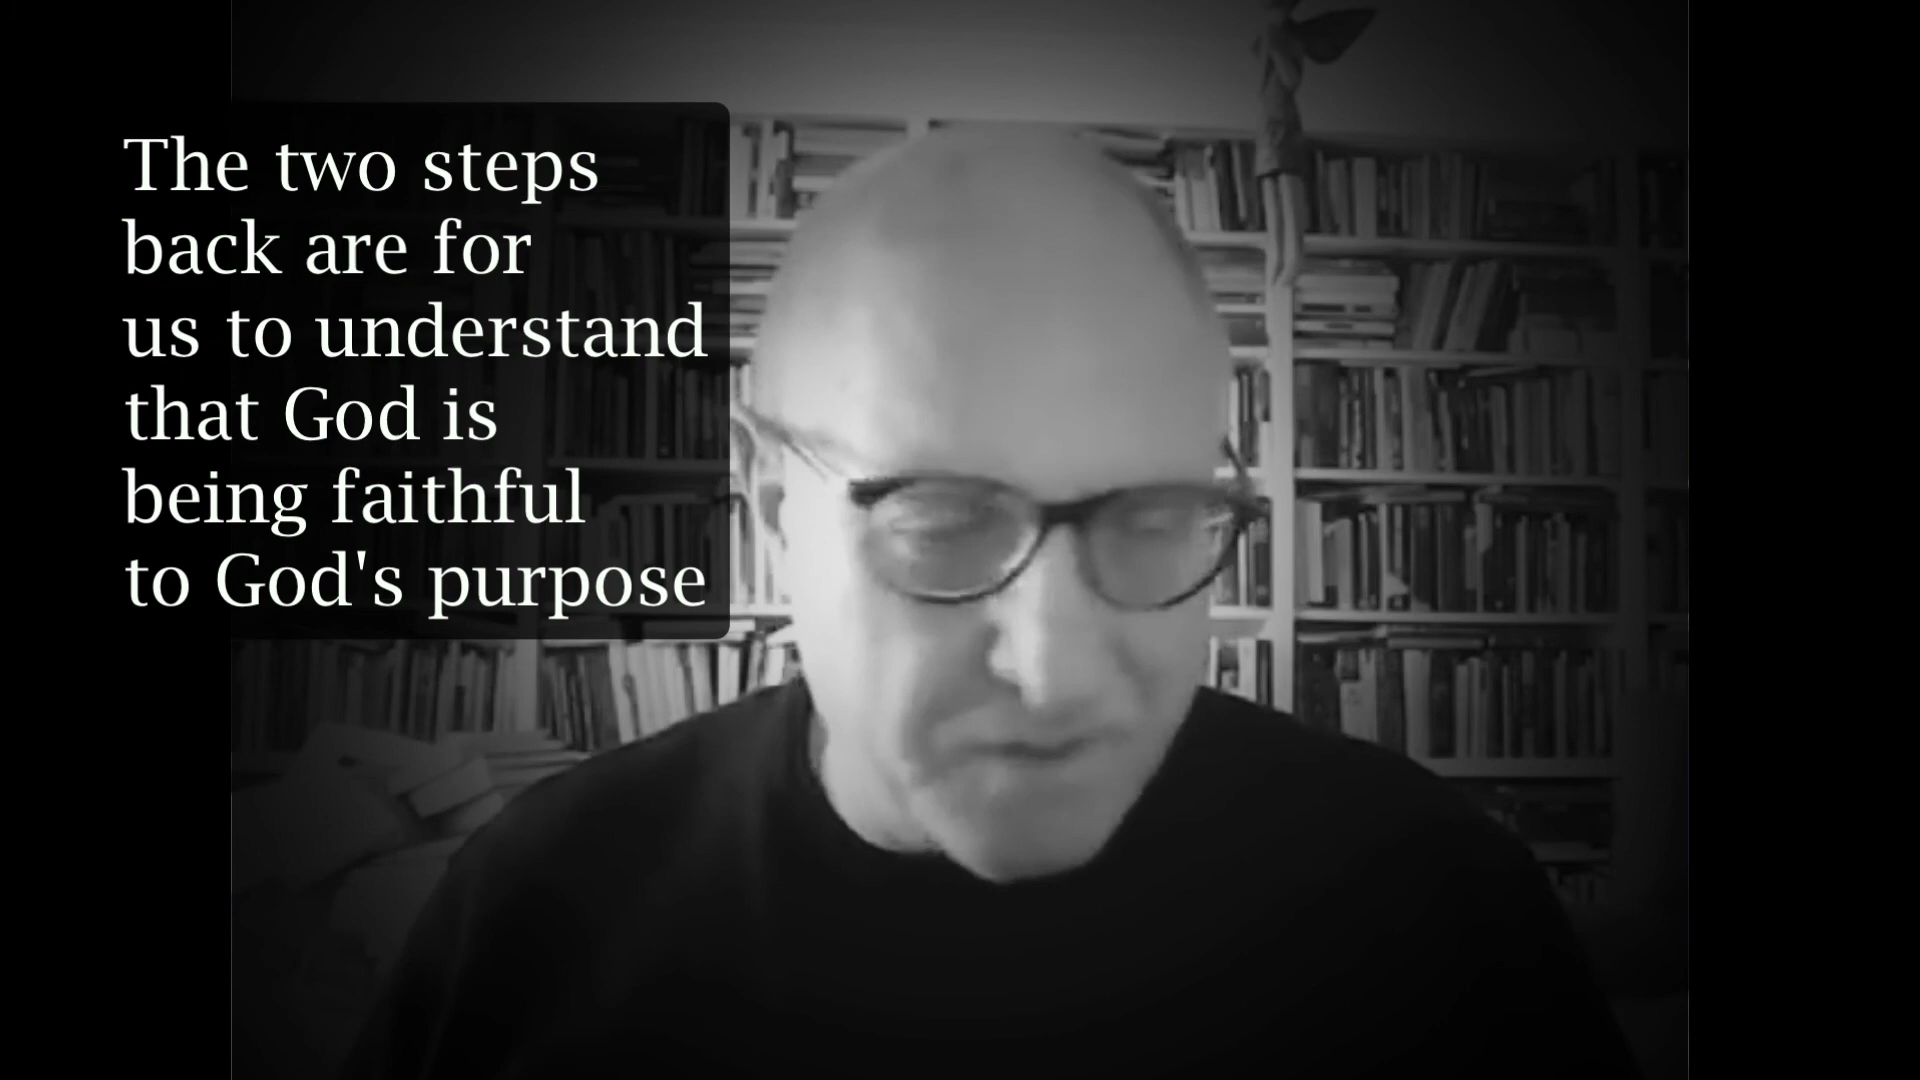 The two steps
back are for
us to understand
that God is
being faithful
to God's purpose